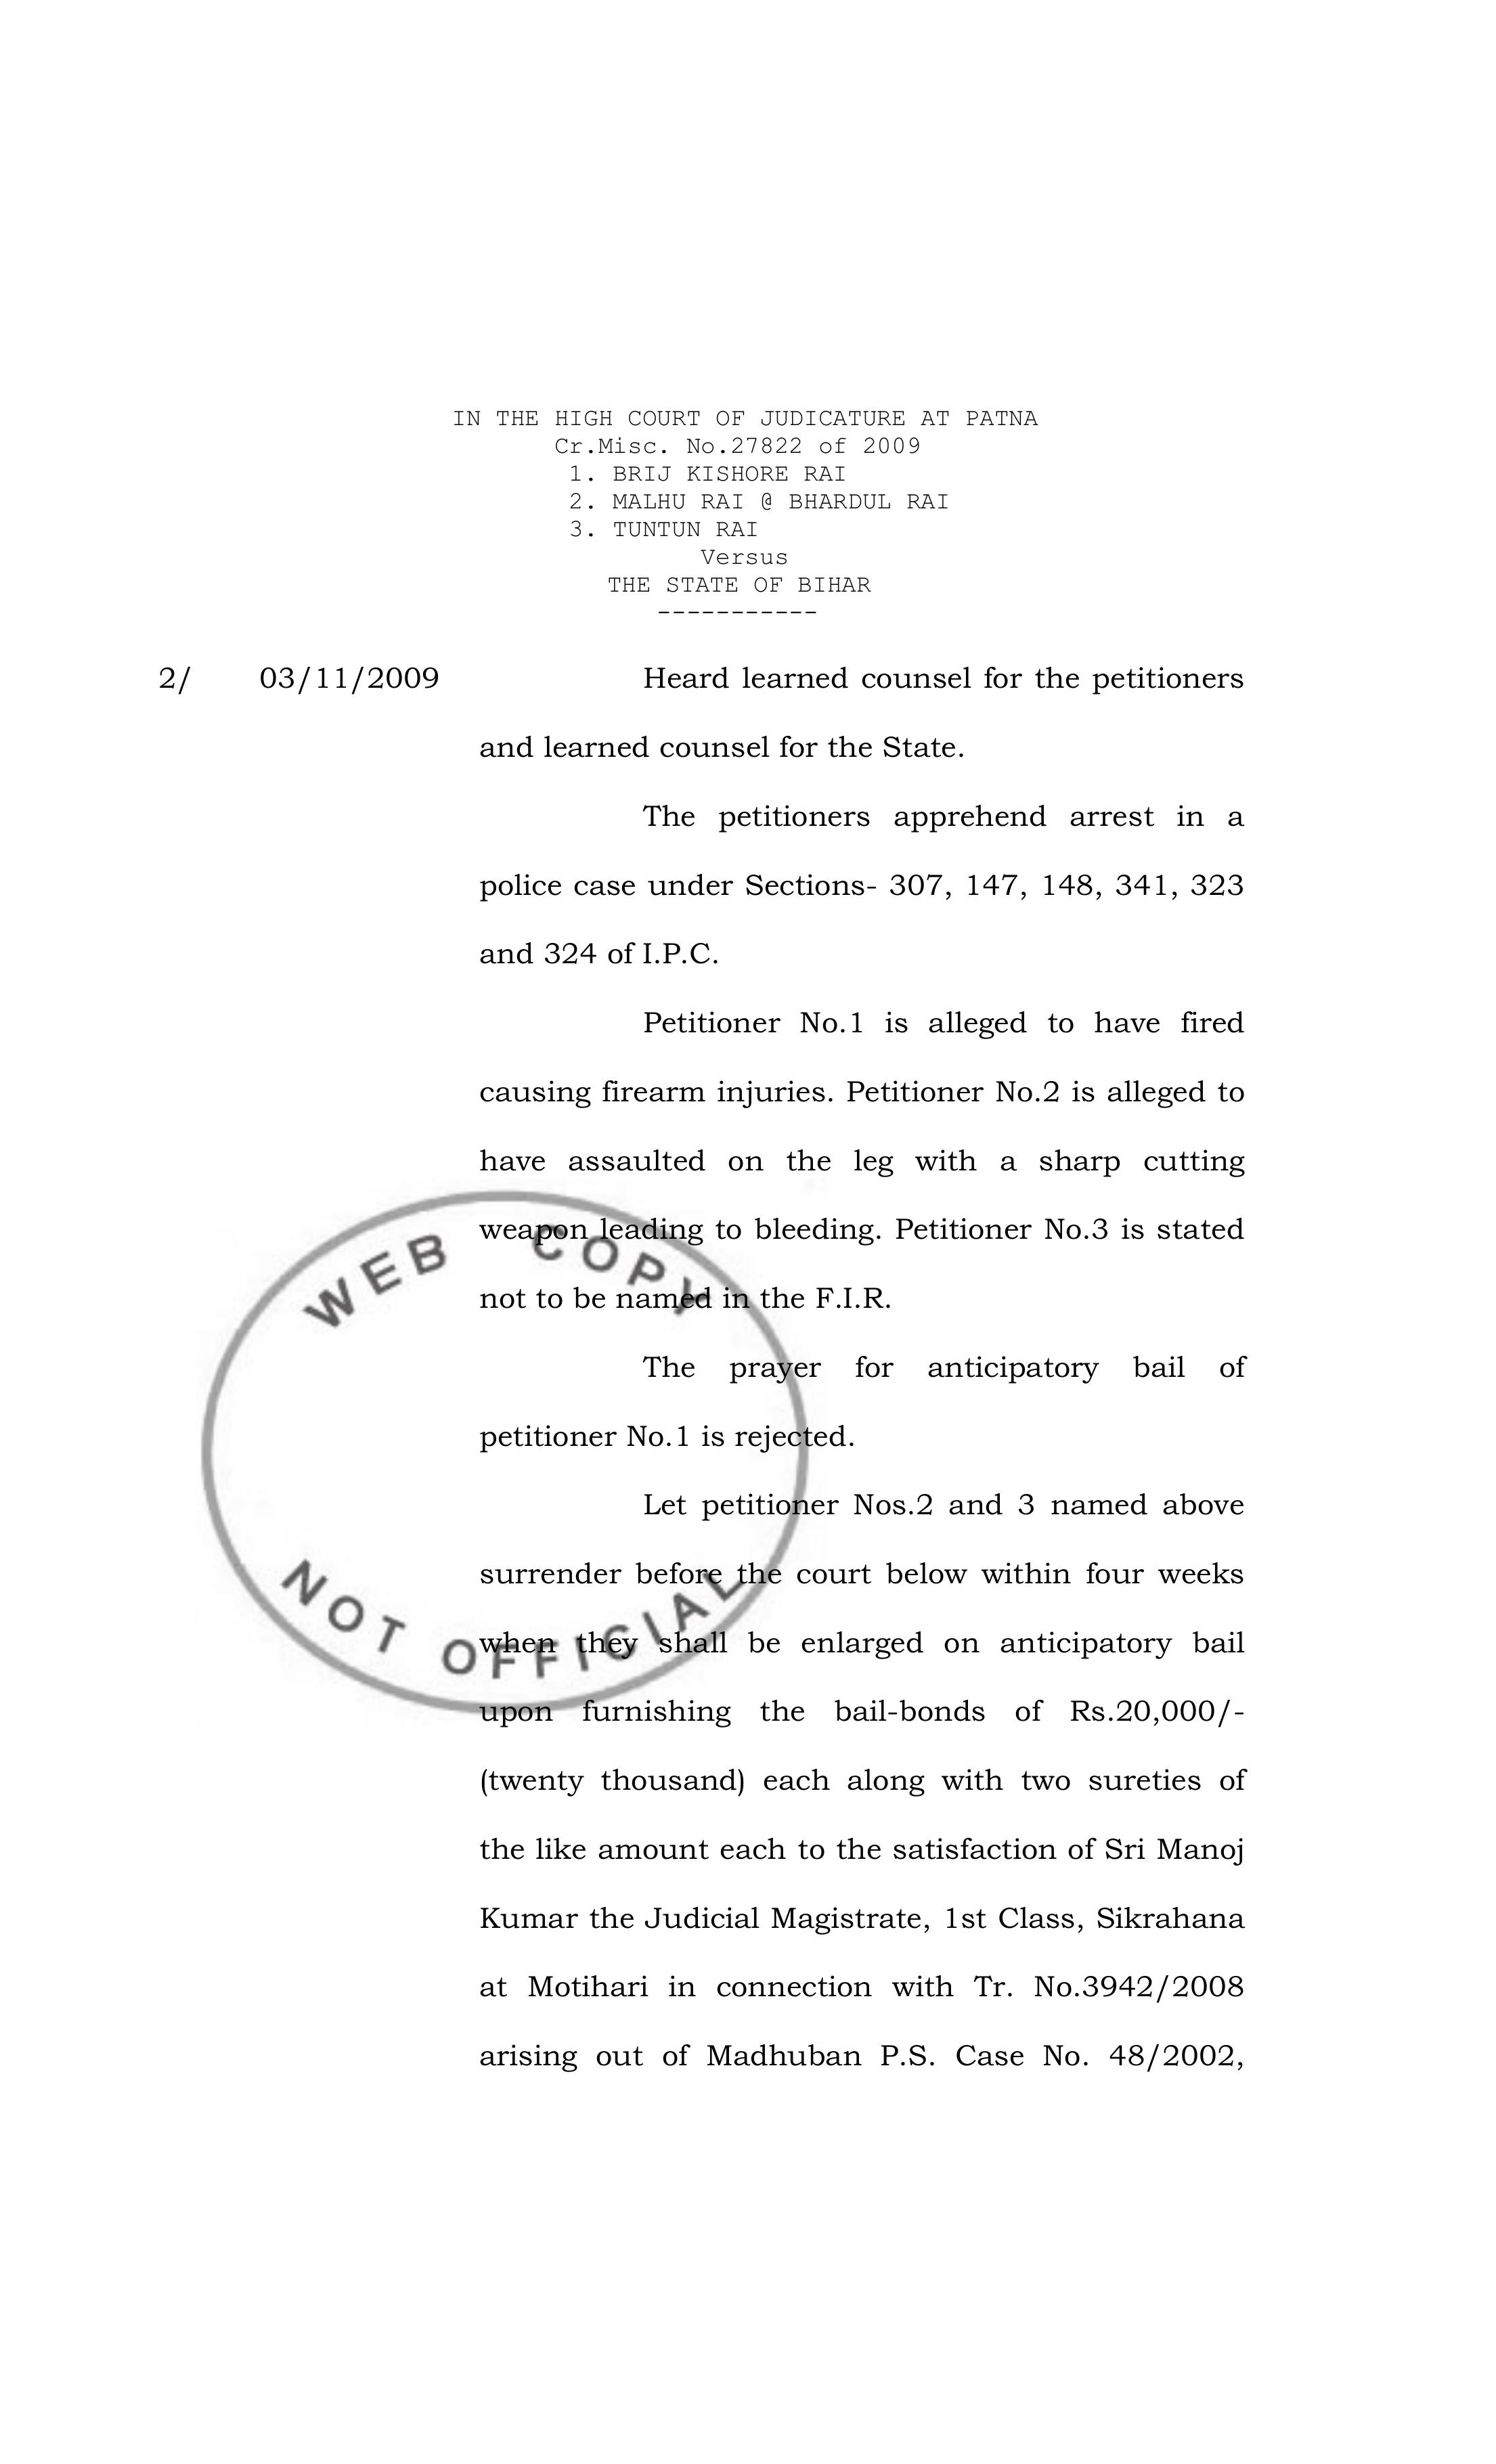 IN THE HIGH COURT OF JUDICATURE AT PATNA
Cr.Misc. No.27822 of 2009
1. BRIJ KISHORE RAI
2. MALHU RAI @ BHARDUL RAI
3. TUNTUN RAI
Versus
THE STATE OF BIHAR
-----------
2/ 03/11/2009 Heard learned counsel for the petitioners
and learned counsel for the State.
The petitioners apprehend arrest in a
police case under Sections- 307, 147, 148, 341, 323
and 324 of I.P.C.
Petitioner No.1 is alleged to have fired
causing firearm injuries. Petitioner No.2 is alleged to
have assaulted on the leg with a sharp cutting
weapon leading to bleeding. Petitioner No.3 is stated
not to be named in the F.I.R.
The prayer for anticipatory bail of
petitioner No.1 is rejected.
Let petitioner Nos.2 and 3 named above
surrender before the court below within four weeks
when they shall be enlarged on anticipatory bail
upon furnishing the bail-bonds of Rs.20,000/-
(twenty thousand) each along with two sureties of
the like amount each to the satisfaction of Sri Manoj
Kumar the Judicial Magistrate, 1st Class, Sikrahana
at Motihari in connection with Tr. No.3942/2008
arising out of Madhuban P.S. Case No. 48/2002,
WEB COPY
NOT OFFICIAL